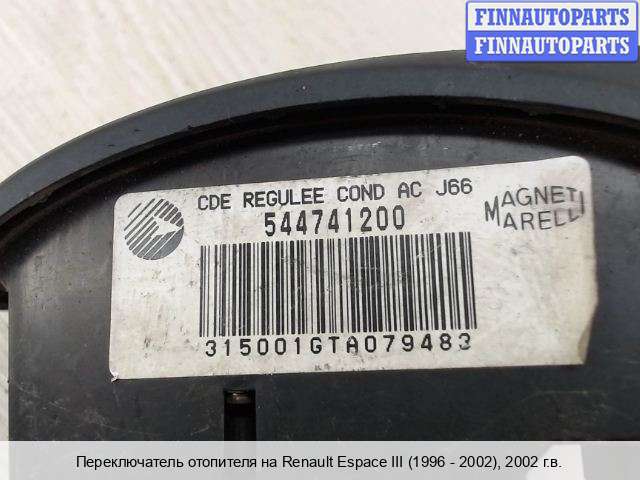 FINNAUTOPARTS
FINNAUTOPARTS
CDE REGULEE COND AC J66
544741200
MAGNETI
MARELLI
315001GTA079483
Переключатель отопителя на Renault Espace III (1996 - 2002), 2002 г.в.